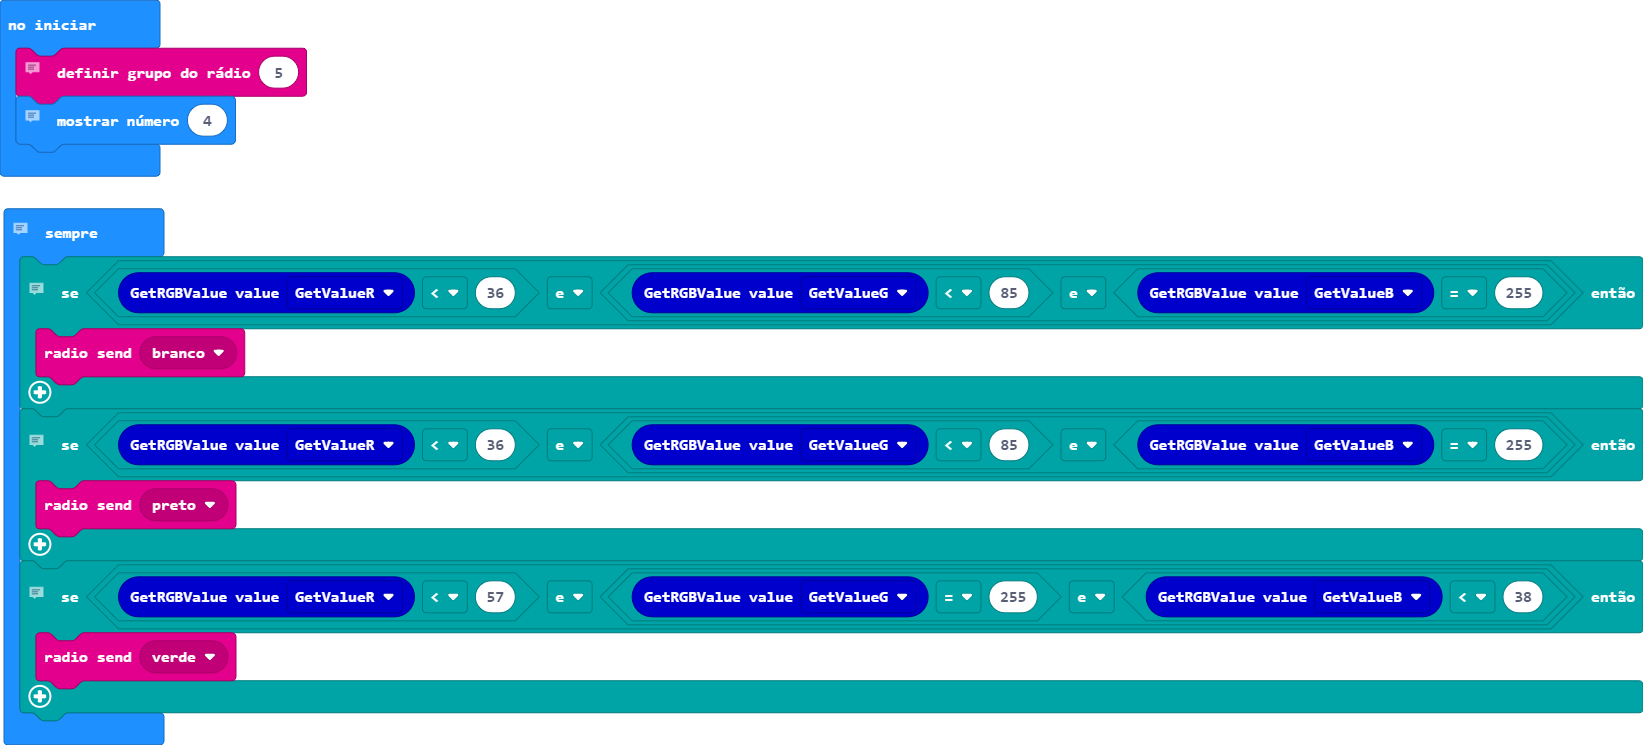 no iniciar
definir grupo do rádio 5
mostrar número 4
sempre
se GetRGBValue value GetValueR < 36 e GetRGBValue value GetValueG < 85 e GetRGBValue value GetValueB = 255 então
radio send branco
se GetRGBValue value GetValueR < 36 e GetRGBValue value GetValueG < 85 e GetRGBValue value GetValueB = 255 então
radio send preto
se GetRGBValue value GetValueR < 57 e GetRGBValue value GetValueG = 255 e GetRGBValue value GetValueB < 38 então
radio send verde